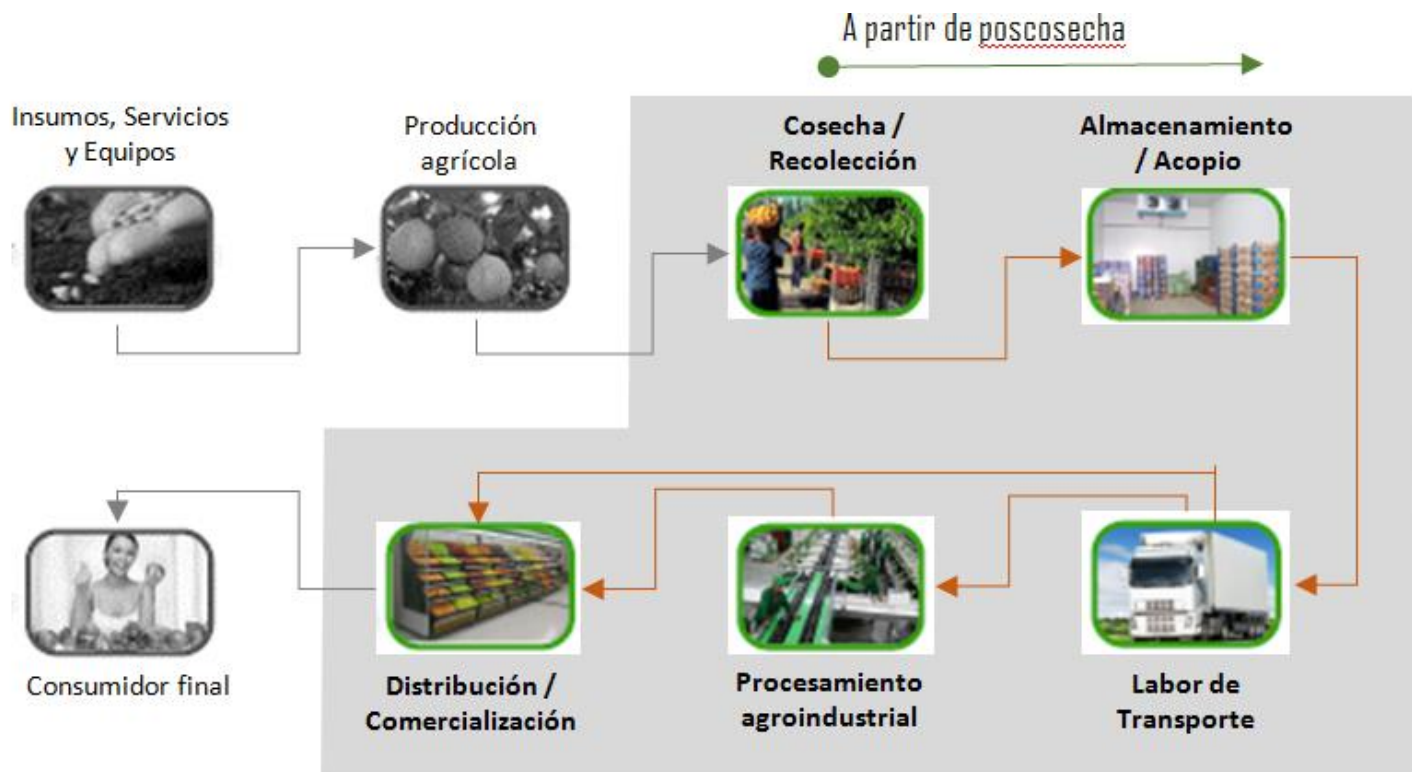 A partir de poscosecha
Insumos, Servicios
y Equipos
Producción
agrícola
Cosecha /
Recolección
Almacenamiento
/ Acopio
Consumidor final
Distribución /
Comercialización
Procesamiento
agroindustrial
Labor de
Transporte